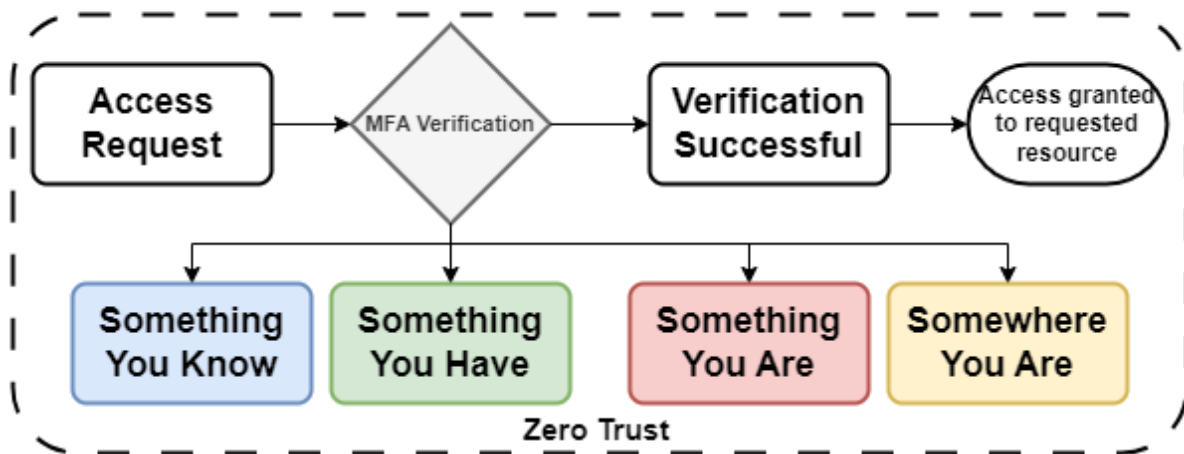 Access
Request
MFA Verification
Verification
Successful
Access granted
to requested
resource
Something
You Know
Something
You Have
Something
You Are
Somewhere
You Are
Zero Trust